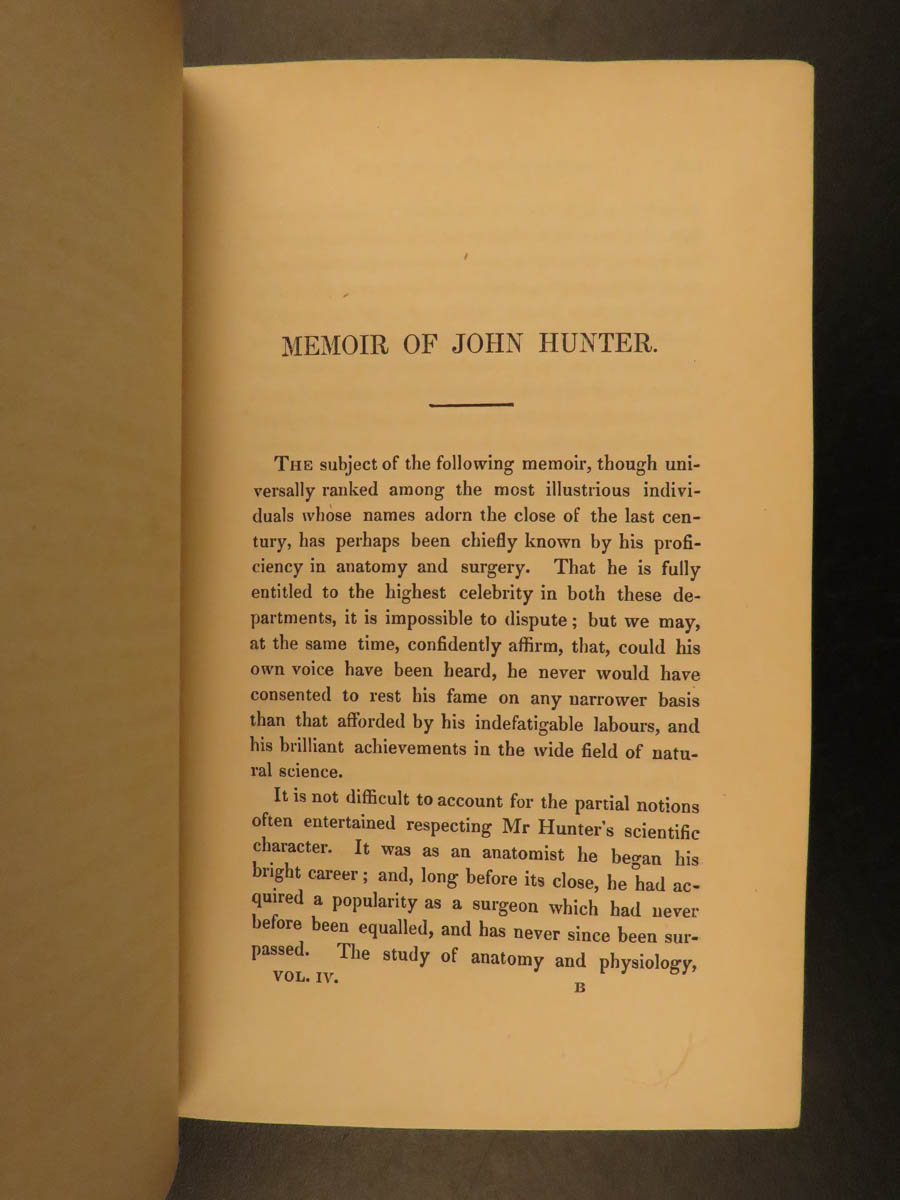 MEMOIR OF JOHN HUNTER.
THE subject of the following memoir, though uni-
versally ranked among the most illustrious indivi-
duals whose names adorn the close of the last cen-
tury, has perhaps been chiefly known by his profi-
ciency in anatomy and surgery. That he is fully
entitled to the highest celebrity in both these de-
partments, it is impossible to dispute; but we may,
at the same time, confidently affirm, that, could his
own voice have been heard, he never would have
consented to rest his fame on any narrower basis
than that afforded by his indefatigable labours, and
his brilliant achievements in the wide field of natu-
ral science.
It is not difficult to account for the partial notions
often entertained respecting Mr Hunter's scientific
character. It was as an anatomist he began his
bright career; and, long before its close, he had ac-
quired a popularity as a surgeon which had never
before been equalled, and has never since been sur-
passed. The study of anatomy and physiology,
VOL. IV.
B